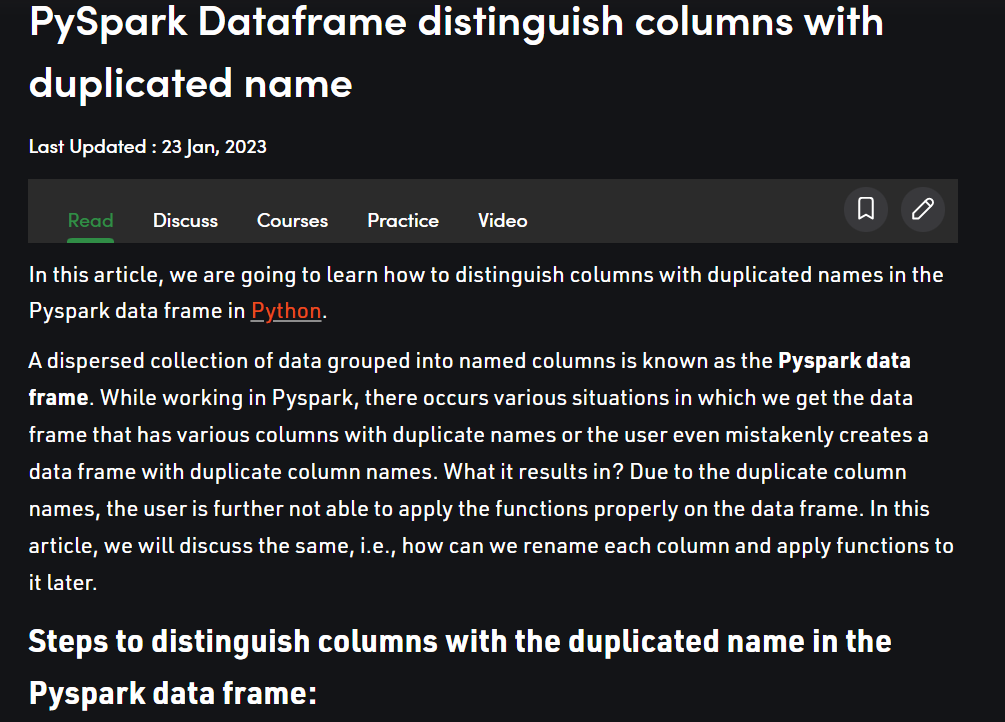 PySpark Dataframe distinguish columns with
duplicated name
Last Updated : 23 Jan, 2023
Read Discuss Courses Practice Video
In this article, we are going to learn how to distinguish columns with duplicated names in the
Pyspark data frame in Python.
A dispersed collection of data grouped into named columns is known as the Pyspark data
frame. While working in Pyspark, there occurs various situations in which we get the data
frame that has various columns with duplicate names or the user even mistakenly creates a
data frame with duplicate column names. What it results in? Due to the duplicate column
names, the user is further not able to apply the functions properly on the data frame. In this
article, we will discuss the same, i.e., how can we rename each column and apply functions to
it later.
Steps to distinguish columns with the duplicated name in the
Pyspark data frame: